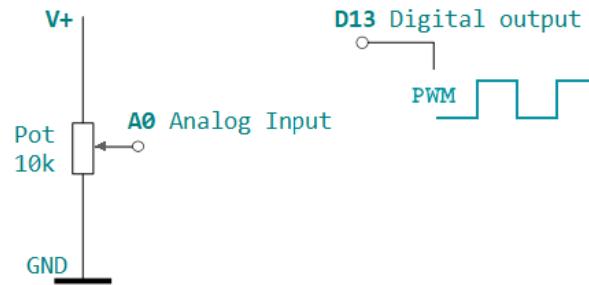 V+
D13 Digital output
PWM
A0 Analog Input
Pot
10k
GND